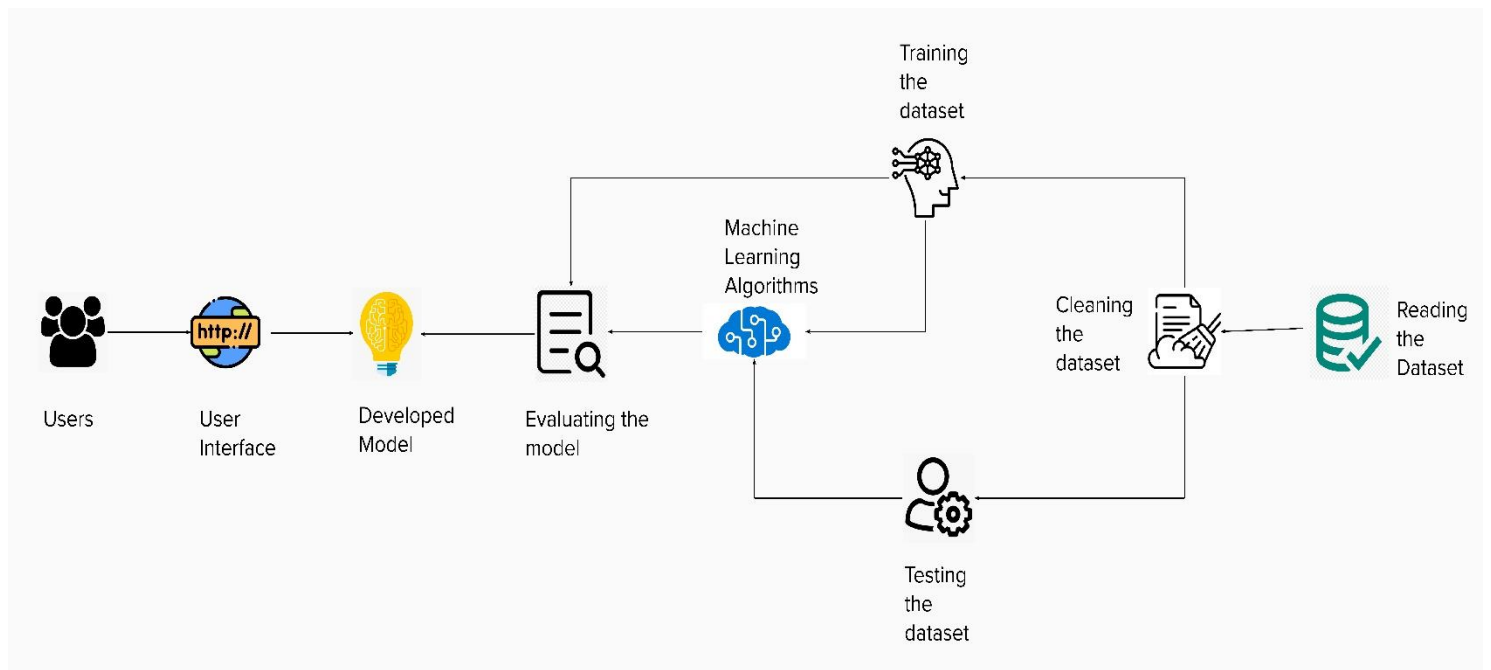 Training
the
dataset
Machine
Learning
Algorithms
http://
Cleaning
the
dataset
Reading
the
Dataset
Users
User
Interface
Developed
Model
Evaluating the
model
Testing
the
dataset